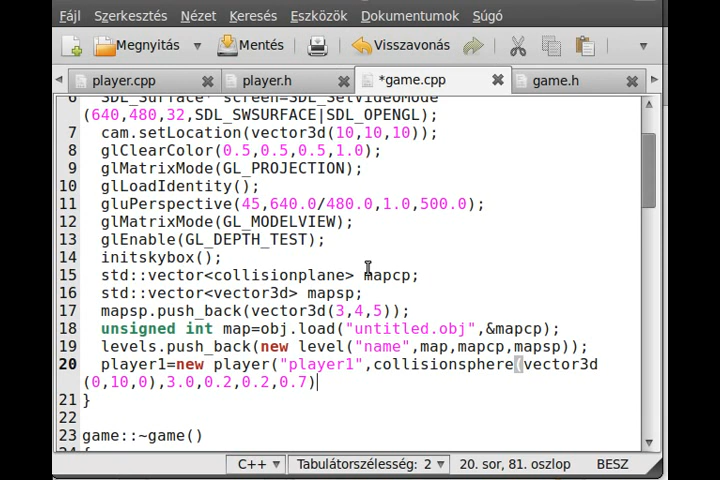 Fájl Szerkesztés Nézet Keresés Eszközök Dokumentumok Súgó
Megnyitás Mentés Visszavonás
player.cpp player.h *game.cpp game.h
6 SDL_Surface* screen=SDL_SetVideoMode
(640,480,32,SDL_SWSURFACE|SDL_OPENGL);
7 cam.setLocation(vector3d(10,10,10));
8 glClearColor(0.5,0.5,0.5,1.0);
9 glMatrixMode(GL_PROJECTION);
10 glLoadIdentity();
11 gluPerspective(45,640.0/480.0,1.0,500.0);
12 glMatrixMode(GL_MODELVIEW);
13 glEnable(GL_DEPTH_TEST);
14 initskybox();
15 std::vector<collisionplane> mapcp;
16 std::vector<vector3d> mapsp;
17 mapsp.push_back(vector3d(3,4,5));
18 unsigned int map=obj.load("untitled.obj",&mapcp);
19 levels.push_back(new level("name",map,mapcp,mapsp));
20 player1=new player("player1",collisionsphere(vector3d
(0,10,0),3.0,0.2,0.2,0.7)
21 }
22
23 game::~game()
24 {
C++ Tabulátorszélesség: 2 20. sor, 81. oszlop BESZ